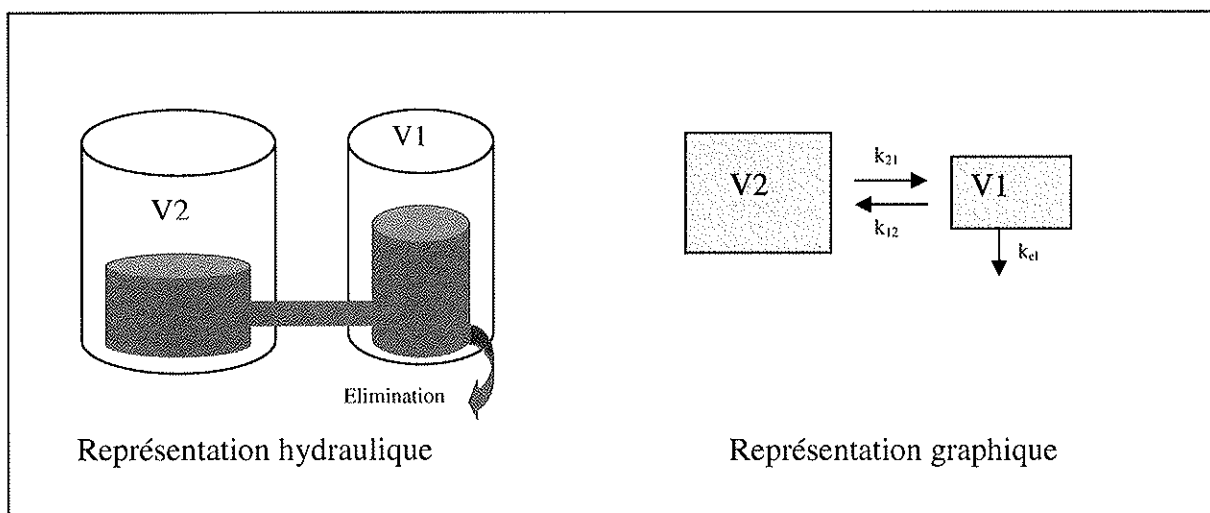 V1
V2
Elimination
Représentation hydraulique
k21
V2
V1
k12
kel
Représentation graphique